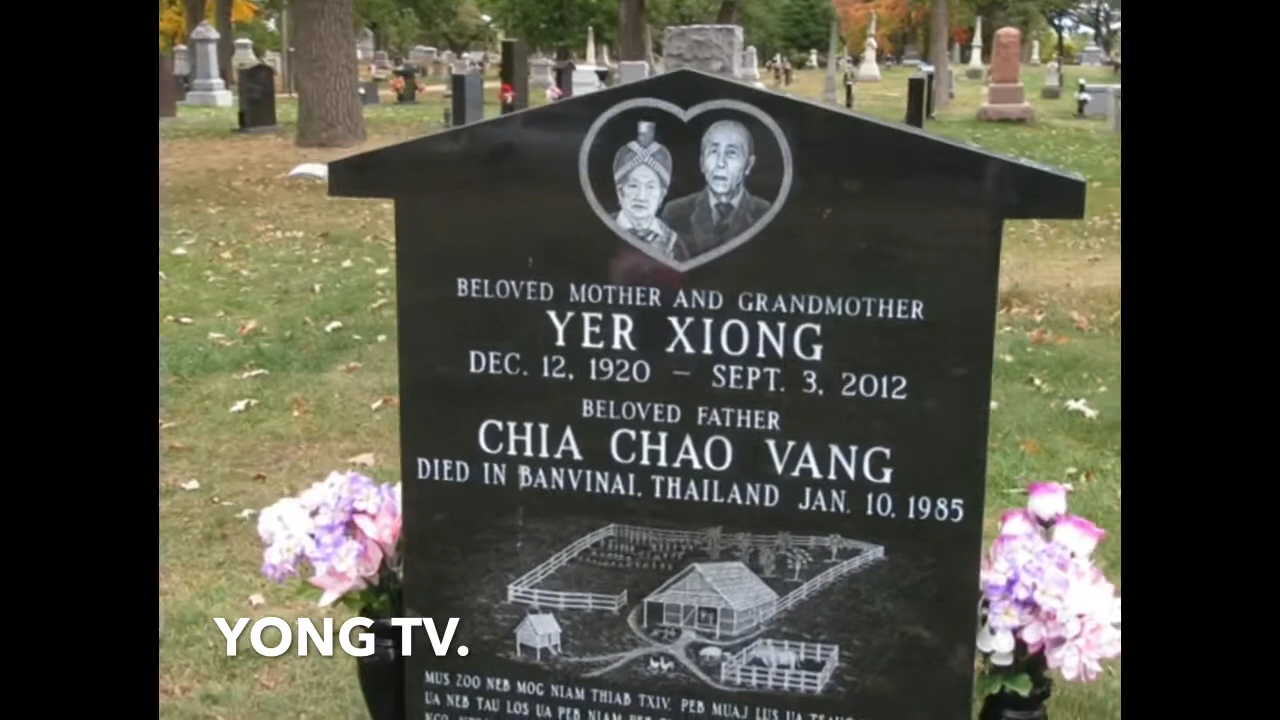 BELOVED MOTHER AND GRANDMOTHER
YER XIONG
DEC. 12, 1920 – SEPT. 3, 2012
BELOVED FATHER
CHIA CHAO VANG
DIED IN BANVINAI, THAILAND JAN. 10, 1985
YONG TV.
MUS ZOO NEB MOG NIAM THIAB TXIV. PEB MUAJ LUS UA
UA NEB TAU LOS UA PEB NIAM